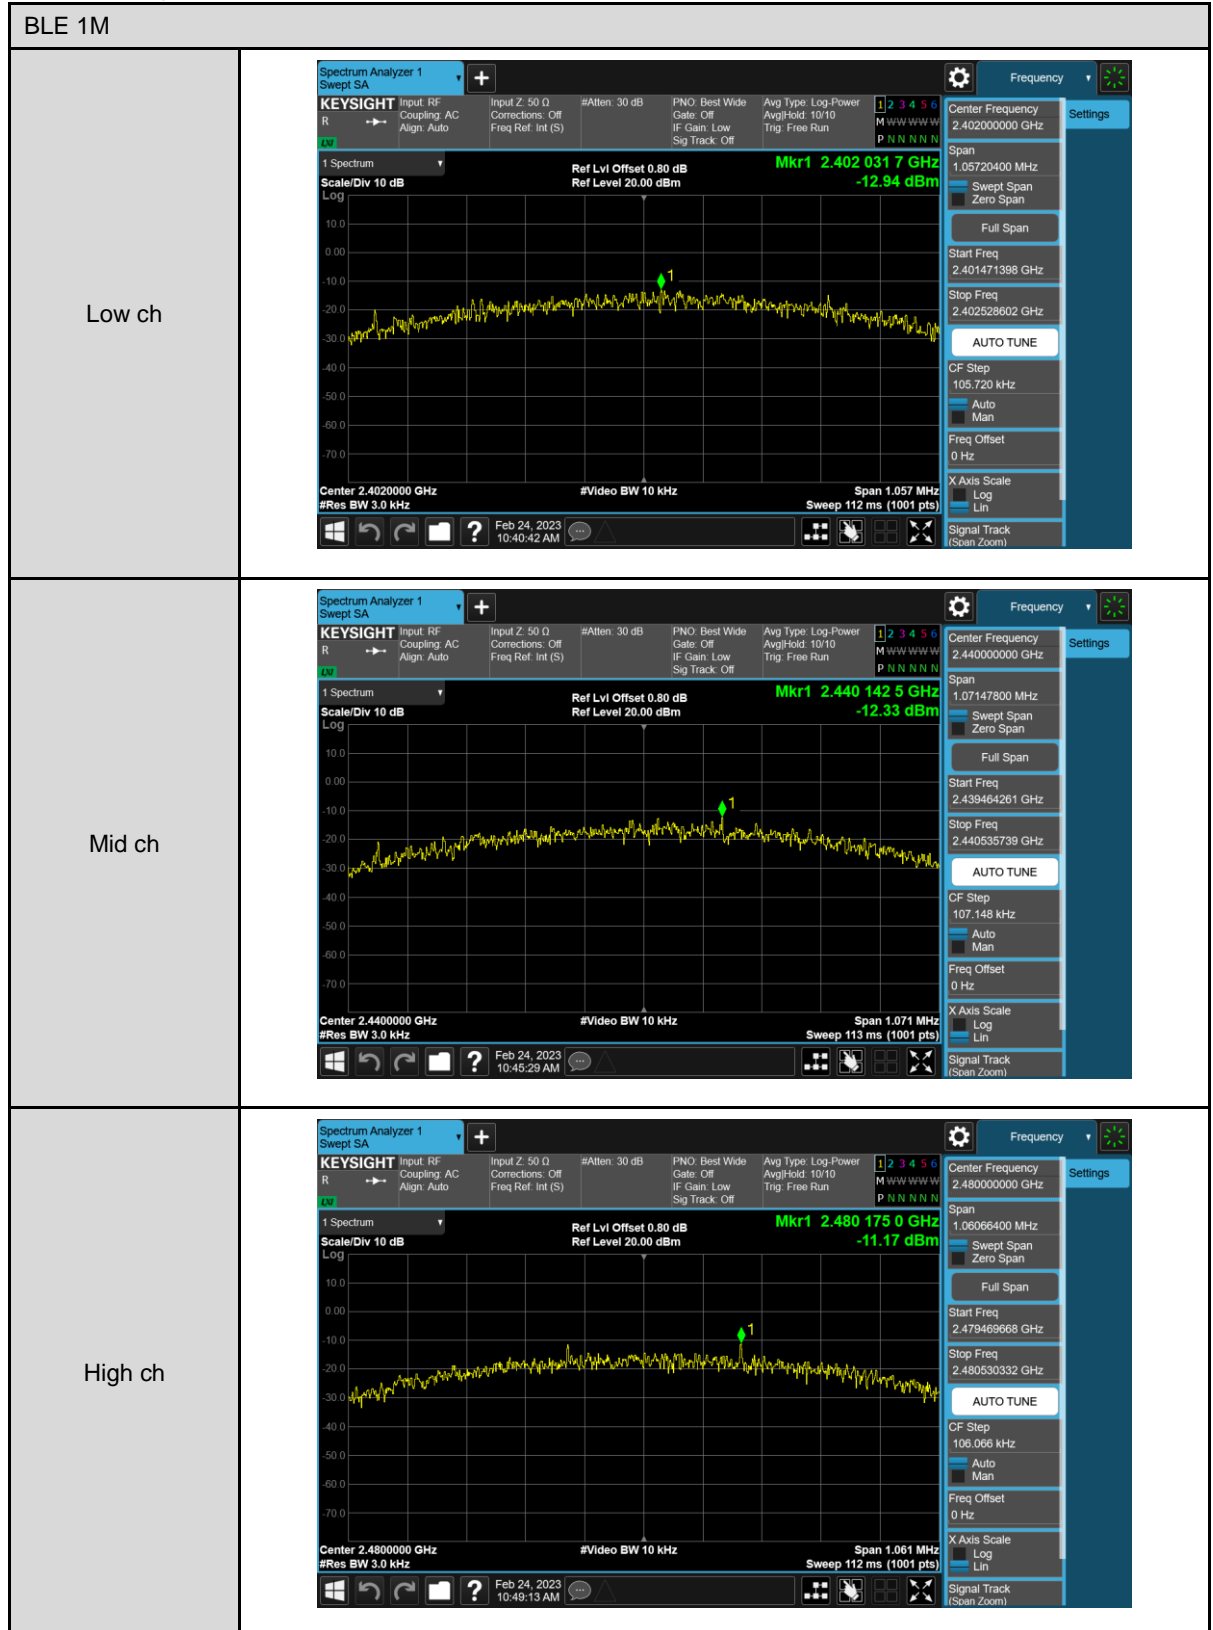 BLE 1M
Low ch
Spectrum Analyzer 1
Swept SA
Frequency
KEYSIGHT
R
LXI
Input: RF
Coupling: AC
Align: Auto
Input Z: 50 Ω
Corrections: Off
Freq Ref: Int (S)
#Atten: 30 dB
PNO: Best Wide
Gate: Off
IF Gain: Low
Sig Track: Off
Avg Type: Log-Power
Avg|Hold: 10/10
Trig: Free Run
1 2 3 4 5 6
M W W W W W
P N N N N N
1 Spectrum
Scale/Div 10 dB
Log
Ref Lvl Offset 0.80 dB
Ref Level 20.00 dBm
Mkr1 2.402 031 7 GHz
-12.94 dBm
10.0
0.00
-10.0
-20.0
-30.0
-40.0
-50.0
-60.0
-70.0
1
Center 2.4020000 GHz
#Res BW 3.0 kHz
#Video BW 10 kHz
Span 1.057 MHz
Sweep 112 ms (1001 pts)
Feb 24, 2023
10:40:42 AM
Center Frequency
2.402000000 GHz
Settings
Span
1.05720400 MHz
Swept Span
Zero Span
Full Span
Start Freq
2.401471398 GHz
Stop Freq
2.402528602 GHz
AUTO TUNE
CF Step
105.720 kHz
Auto
Man
Freq Offset
0 Hz
X Axis Scale
Log
Lin
Signal Track
(Span Zoom)
Mid ch
Spectrum Analyzer 1
Swept SA
Frequency
KEYSIGHT
R
LXI
Input: RF
Coupling: AC
Align: Auto
Input Z: 50 Ω
Corrections: Off
Freq Ref: Int (S)
#Atten: 30 dB
PNO: Best Wide
Gate: Off
IF Gain: Low
Sig Track: Off
Avg Type: Log-Power
Avg|Hold: 10/10
Trig: Free Run
1 2 3 4 5 6
M W W W W W
P N N N N N
1 Spectrum
Scale/Div 10 dB
Log
Ref Lvl Offset 0.80 dB
Ref Level 20.00 dBm
Mkr1 2.440 142 5 GHz
-12.33 dBm
10.0
0.00
-10.0
-20.0
-30.0
-40.0
-50.0
-60.0
-70.0
1
Center 2.4400000 GHz
#Res BW 3.0 kHz
#Video BW 10 kHz
Span 1.071 MHz
Sweep 113 ms (1001 pts)
Feb 24, 2023
10:45:29 AM
Center Frequency
2.440000000 GHz
Settings
Span
1.07147800 MHz
Swept Span
Zero Span
Full Span
Start Freq
2.439464261 GHz
Stop Freq
2.440535739 GHz
AUTO TUNE
CF Step
107.148 kHz
Auto
Man
Freq Offset
0 Hz
X Axis Scale
Log
Lin
Signal Track
(Span Zoom)
High ch
Spectrum Analyzer 1
Swept SA
Frequency
KEYSIGHT
R
LXI
Input: RF
Coupling: AC
Align: Auto
Input Z: 50 Ω
Corrections: Off
Freq Ref: Int (S)
#Atten: 30 dB
PNO: Best Wide
Gate: Off
IF Gain: Low
Sig Track: Off
Avg Type: Log-Power
Avg|Hold: 10/10
Trig: Free Run
1 2 3 4 5 6
M W W W W W
P N N N N N
1 Spectrum
Scale/Div 10 dB
Log
Ref Lvl Offset 0.80 dB
Ref Level 20.00 dBm
Mkr1 2.480 175 0 GHz
-11.17 dBm
10.0
0.00
-10.0
-20.0
-30.0
-40.0
-50.0
-60.0
-70.0
1
Center 2.4800000 GHz
#Res BW 3.0 kHz
#Video BW 10 kHz
Span 1.061 MHz
Sweep 112 ms (1001 pts)
Feb 24, 2023
10:49:13 AM
Center Frequency
2.480000000 GHz
Settings
Span
1.06066400 MHz
Swept Span
Zero Span
Full Span
Start Freq
2.479469668 GHz
Stop Freq
2.480530332 GHz
AUTO TUNE
CF Step
106.066 kHz
Auto
Man
Freq Offset
0 Hz
X Axis Scale
Log
Lin
Signal Track
(Span Zoom)